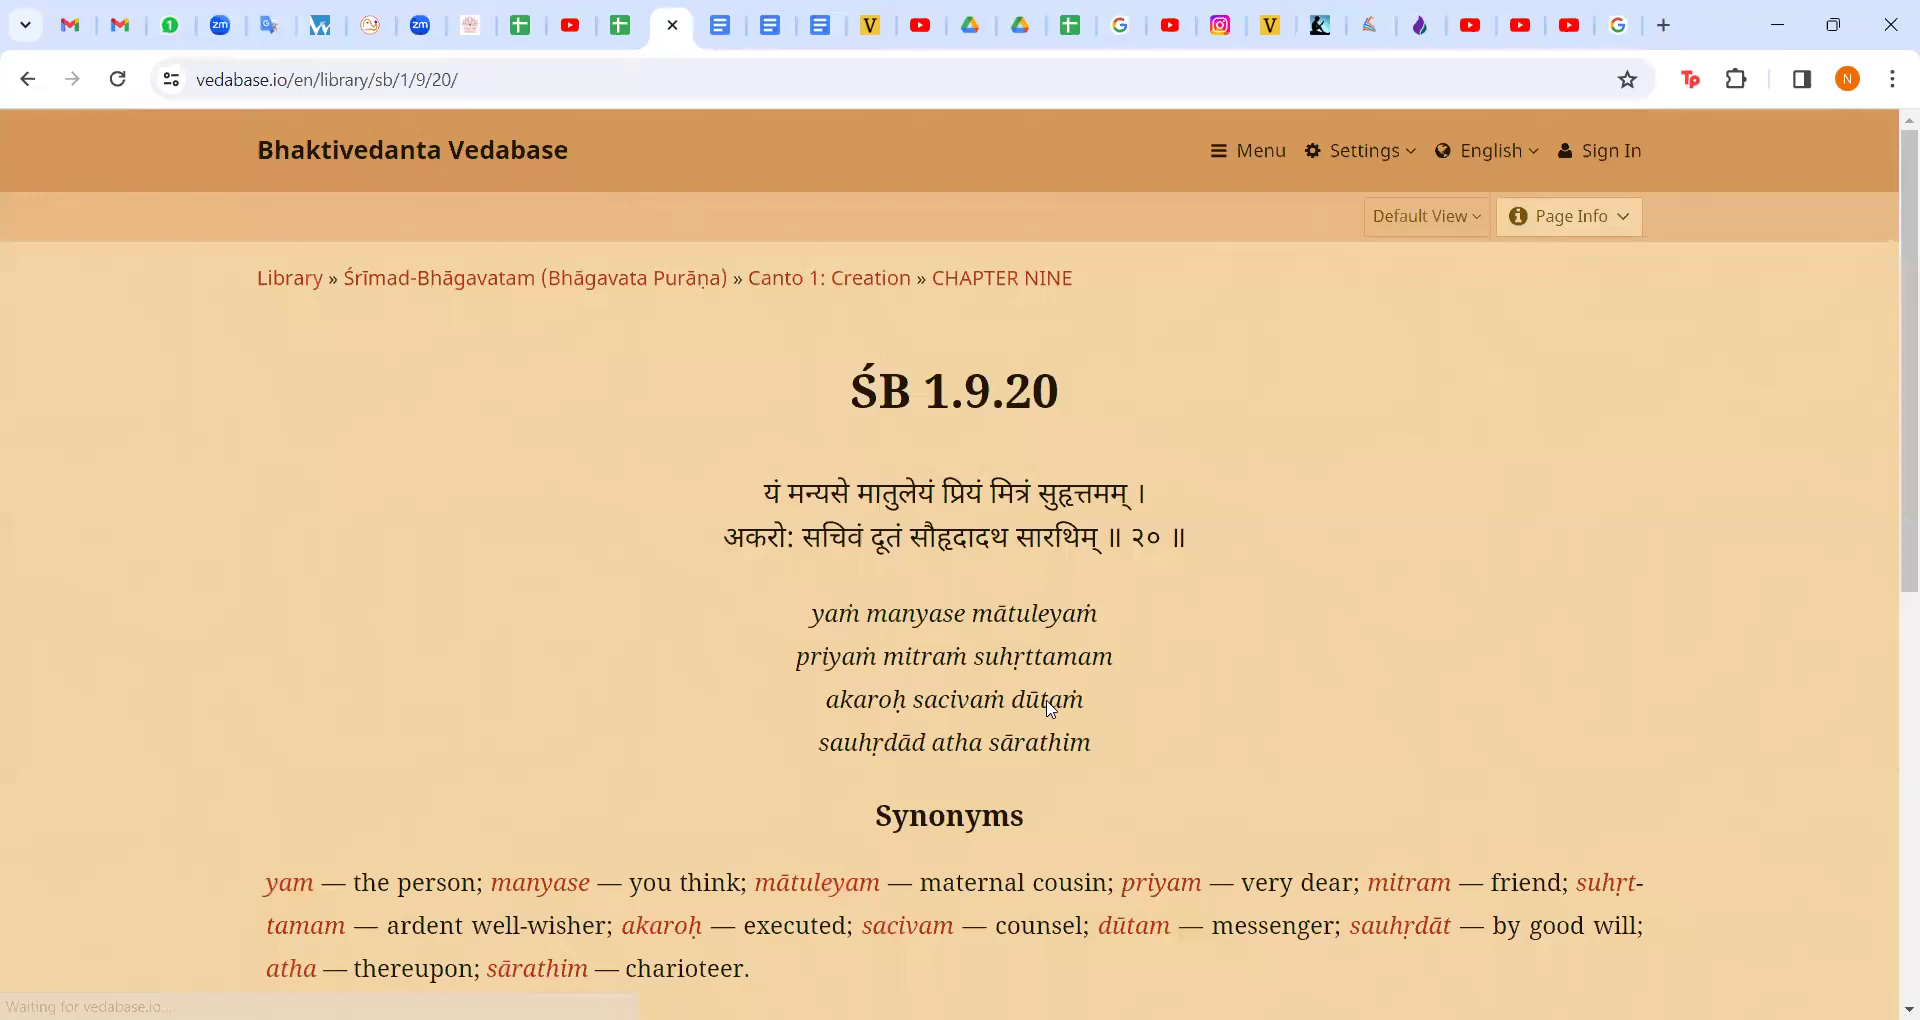 vedabase.io/en/library/sb/1/9/20/
N
Bhaktivedanta Vedabase
Menu Settings English Sign In
Default View Page Info
Library » Śrīmad-Bhāgavatam (Bhāgavata Purāṇa) » Canto 1: Creation » CHAPTER NINE
ŚB 1.9.20
यं मन्यसे मातुलेयं प्रियं मित्रं सुहृत्तमम् ।
अकरो: सचिवं दूतं सौहृदादथ सारथिम् ॥ २० ॥
yaṁ manyase mātuleyaṁ
priyaṁ mitraṁ suhṛttamam
akaroḥ sacivaṁ dūtaṁ
sauhṛdād atha sārathim
Synonyms
yam — the person; manyase — you think; mātuleyam — maternal cousin; priyam — very dear; mitram — friend; suhṛt-
tamam — ardent well-wisher; akaroḥ — executed; sacivam — counsel; dūtam — messenger; sauhṛdāt — by good will;
atha — thereupon; sārathim — charioteer.
Waiting for vedabase.io...